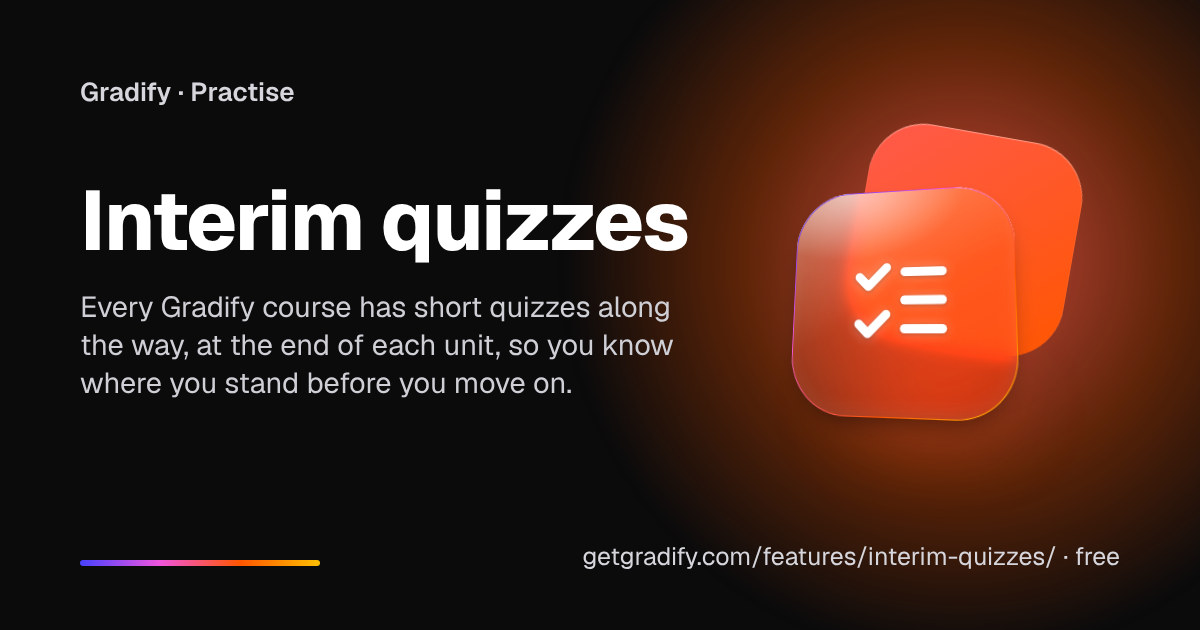 Gradify · Practise
Interim quizzes
Every Gradify course has short quizzes along
the way, at the end of each unit, so you know
where you stand before you move on.
getgradify.com/features/interim-quizzes/ · free